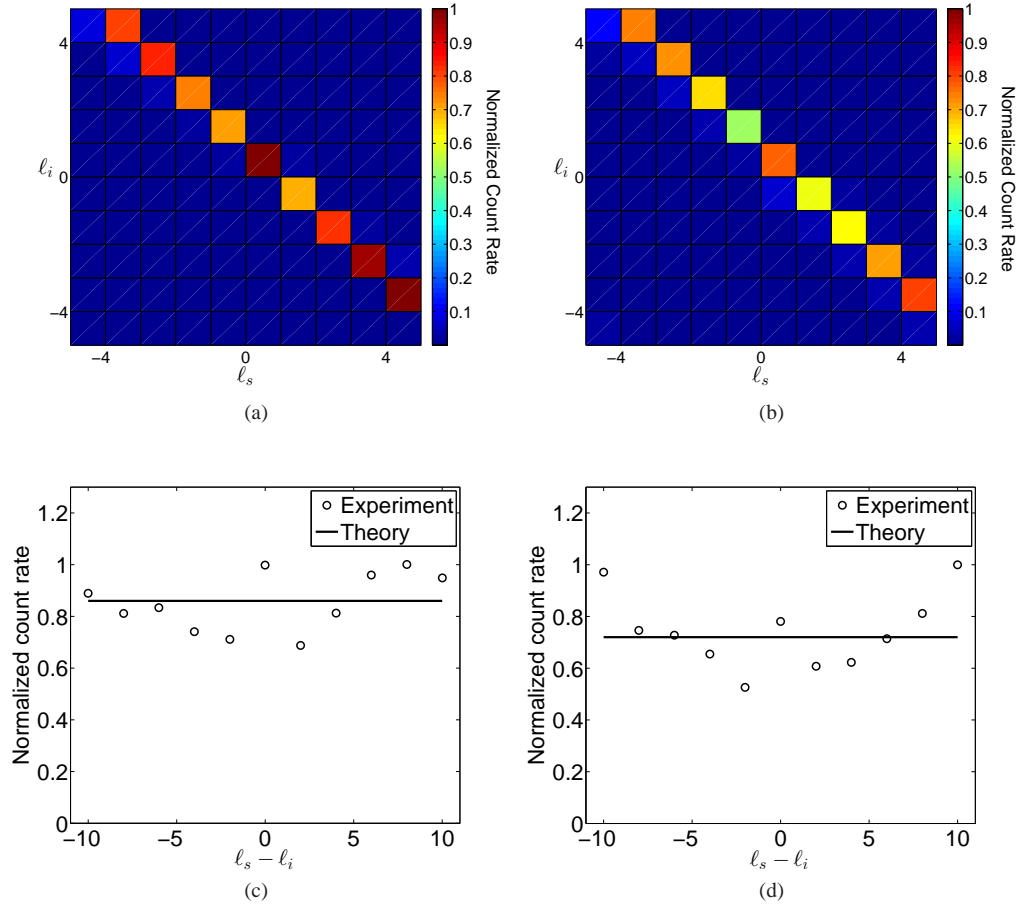 1
0.9
0.8
0.7
0.6
0.5
0.4
0.3
0.2
0.1
Normalized Count Rate
4
0
−4
ℓi
−4 0 4
ℓs
(a)
1
0.9
0.8
0.7
0.6
0.5
0.4
0.3
0.2
0.1
Normalized Count Rate
4
0
−4
ℓi
−4 0 4
ℓs
(b)
Experiment
Theory
1.2
1
0.8
0.6
0.4
0.2
0
Normalized count rate
−10 −5 0 5 10
ℓs − ℓi
(c)
Experiment
Theory
1.2
1
0.8
0.6
0.4
0.2
0
Normalized count rate
−10 −5 0 5 10
ℓs − ℓi
(d)